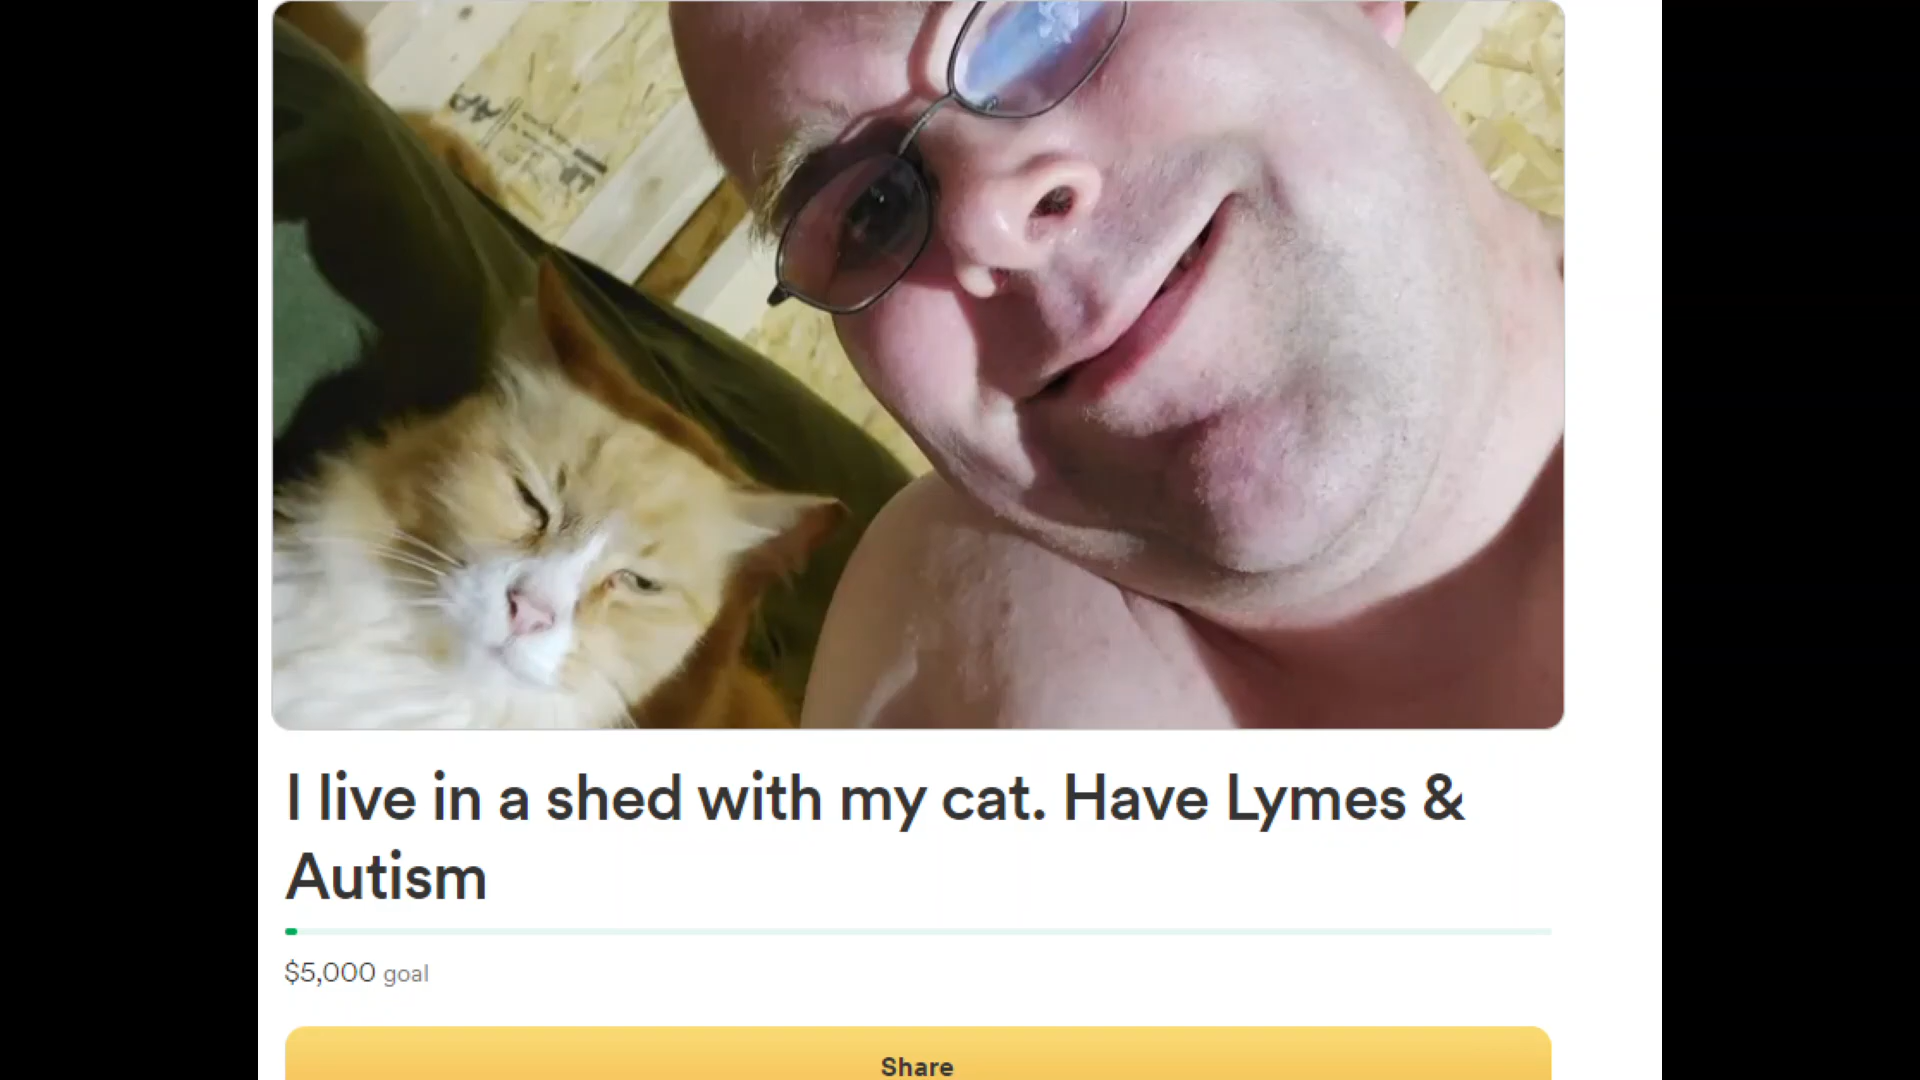 I live in a shed with my cat. Have Lymes &
Autism
$5,000 goal
Share